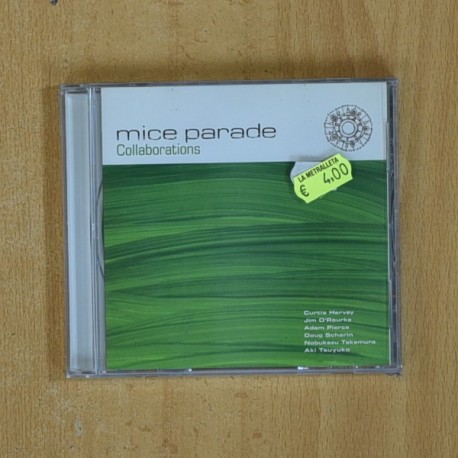 mice parade
Collaborations
LA METRALLETA
€ 4,00
Curtis Harvey
Jim O'Rourke
Adam Pierce
Doug Scharin
Nobukazu Takemura
Aki Tsuyuko